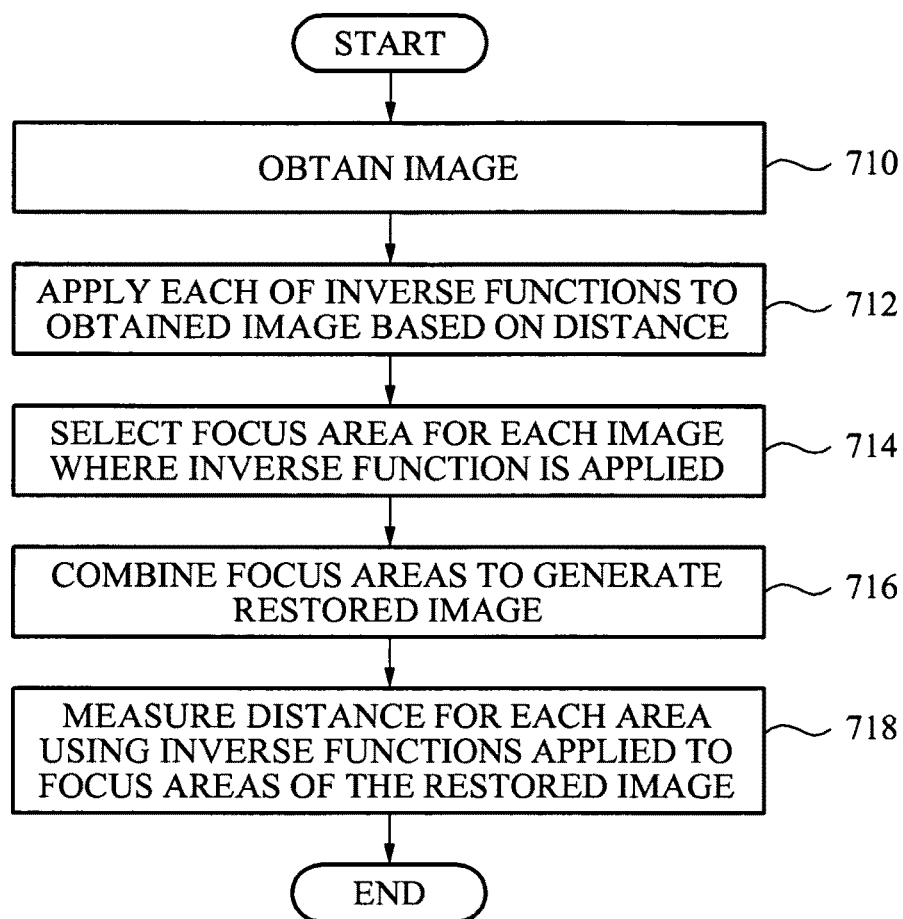 START
OBTAIN IMAGE
710
APPLY EACH OF INVERSE FUNCTIONS TO
OBTAINED IMAGE BASED ON DISTANCE
712
SELECT FOCUS AREA FOR EACH IMAGE
WHERE INVERSE FUNCTION IS APPLIED
714
COMBINE FOCUS AREAS TO GENERATE
RESTORED IMAGE
716
MEASURE DISTANCE FOR EACH AREA
USING INVERSE FUNCTIONS APPLIED TO
FOCUS AREAS OF THE RESTORED IMAGE
718
END